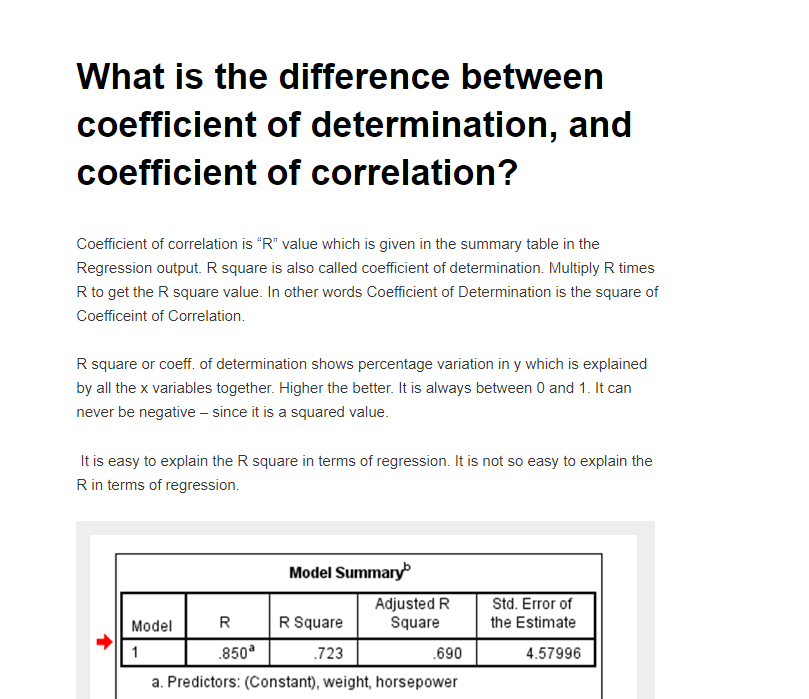 What is the difference between
coefficient of determination, and
coefficient of correlation?
Coefficient of correlation is “R” value which is given in the summary table in the
Regression output. R square is also called coefficient of determination. Multiply R times
R to get the R square value. In other words Coefficient of Determination is the square of
Coefficeint of Correlation.
R square or coeff. of determination shows percentage variation in y which is explained
by all the x variables together. Higher the better. It is always between 0 and 1. It can
never be negative – since it is a squared value.
It is easy to explain the R square in terms of regression. It is not so easy to explain the
R in terms of regression.
Model Summaryb
Model R R Square Adjusted R Square Std. Error of the Estimate
1 .850a .723 .690 4.57996
a. Predictors: (Constant), weight, horsepower